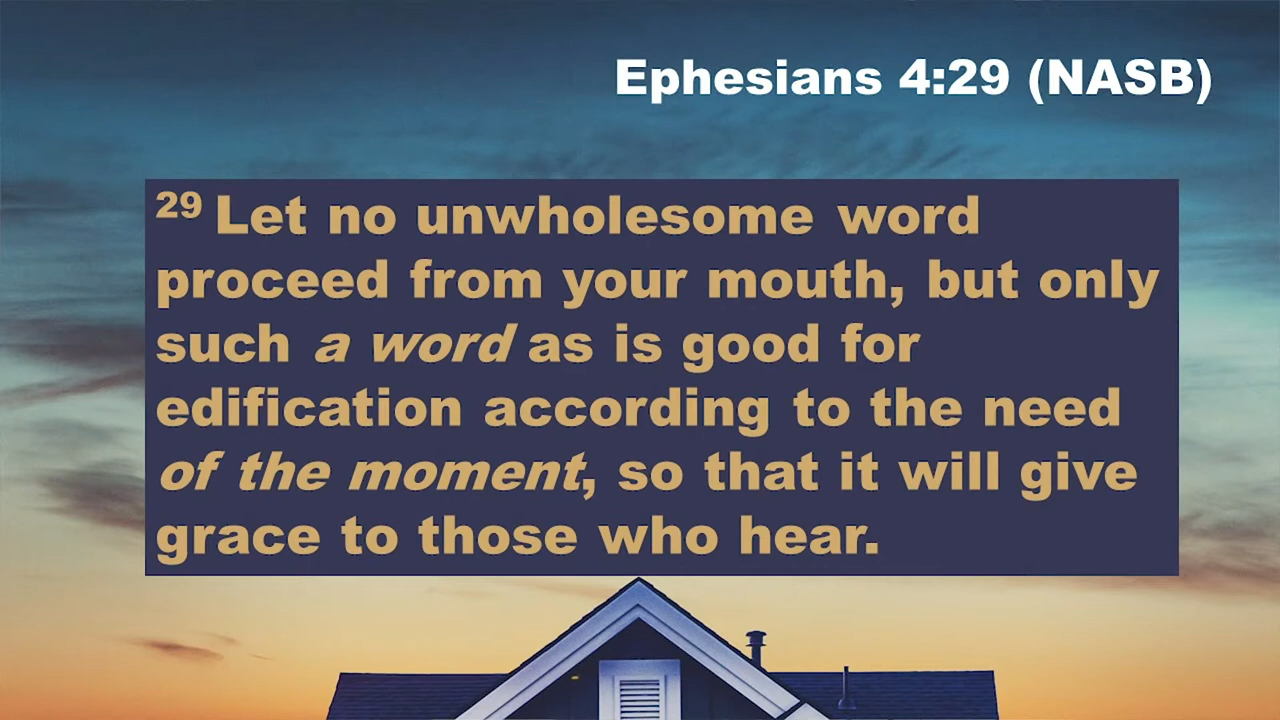 Ephesians 4:29 (NASB)
29 Let no unwholesome word
proceed from your mouth, but only
such a word as is good for
edification according to the need
of the moment, so that it will give
grace to those who hear.